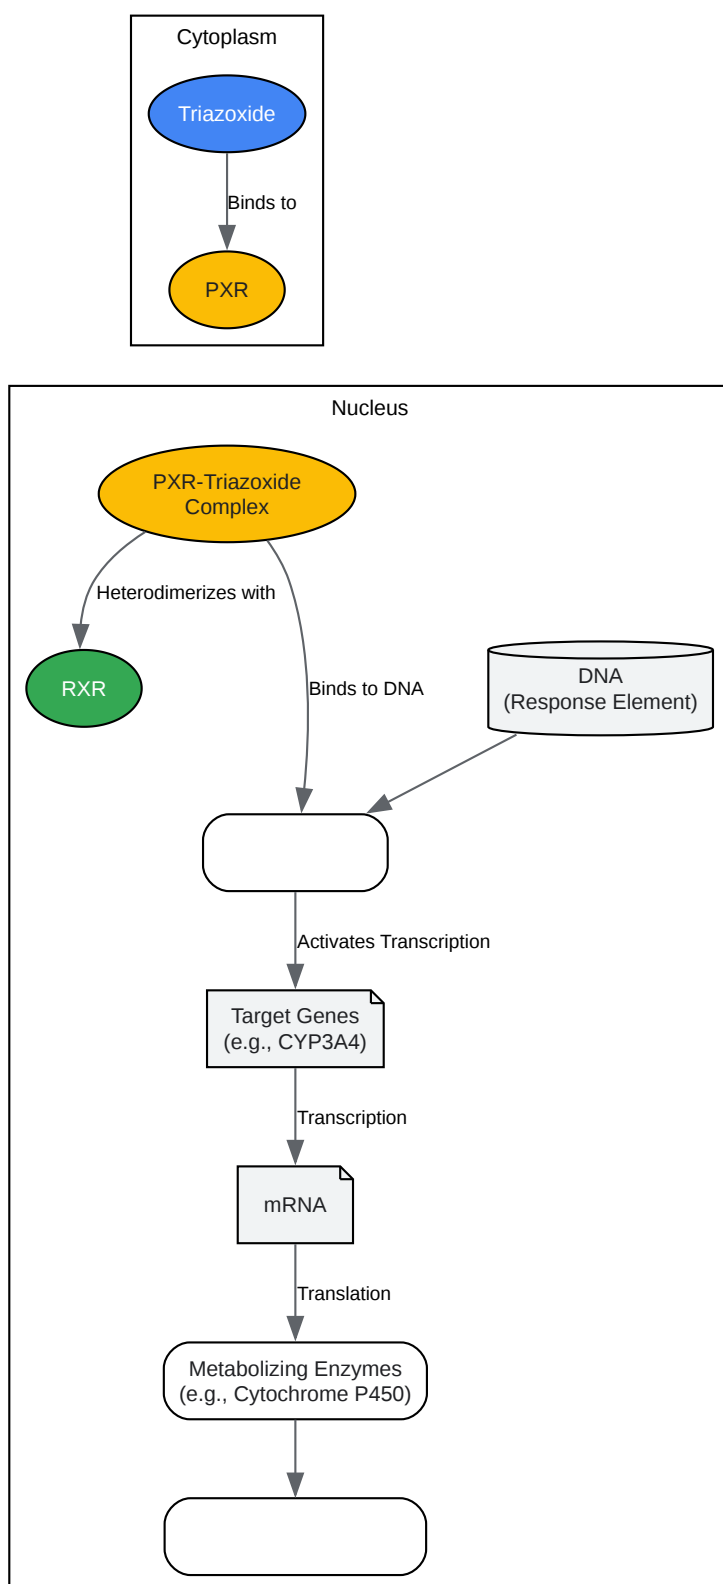 Cytoplasm
Triazoxide
Binds to
PXR
Nucleus
PXR-Triazoxide
Complex
Heterodimerizes with
RXR
Binds to DNA
DNA
(Response Element)
Activates Transcription
Target Genes
(e.g., CYP3A4)
Transcription
mRNA
Translation
Metabolizing Enzymes
(e.g., Cytochrome P450)